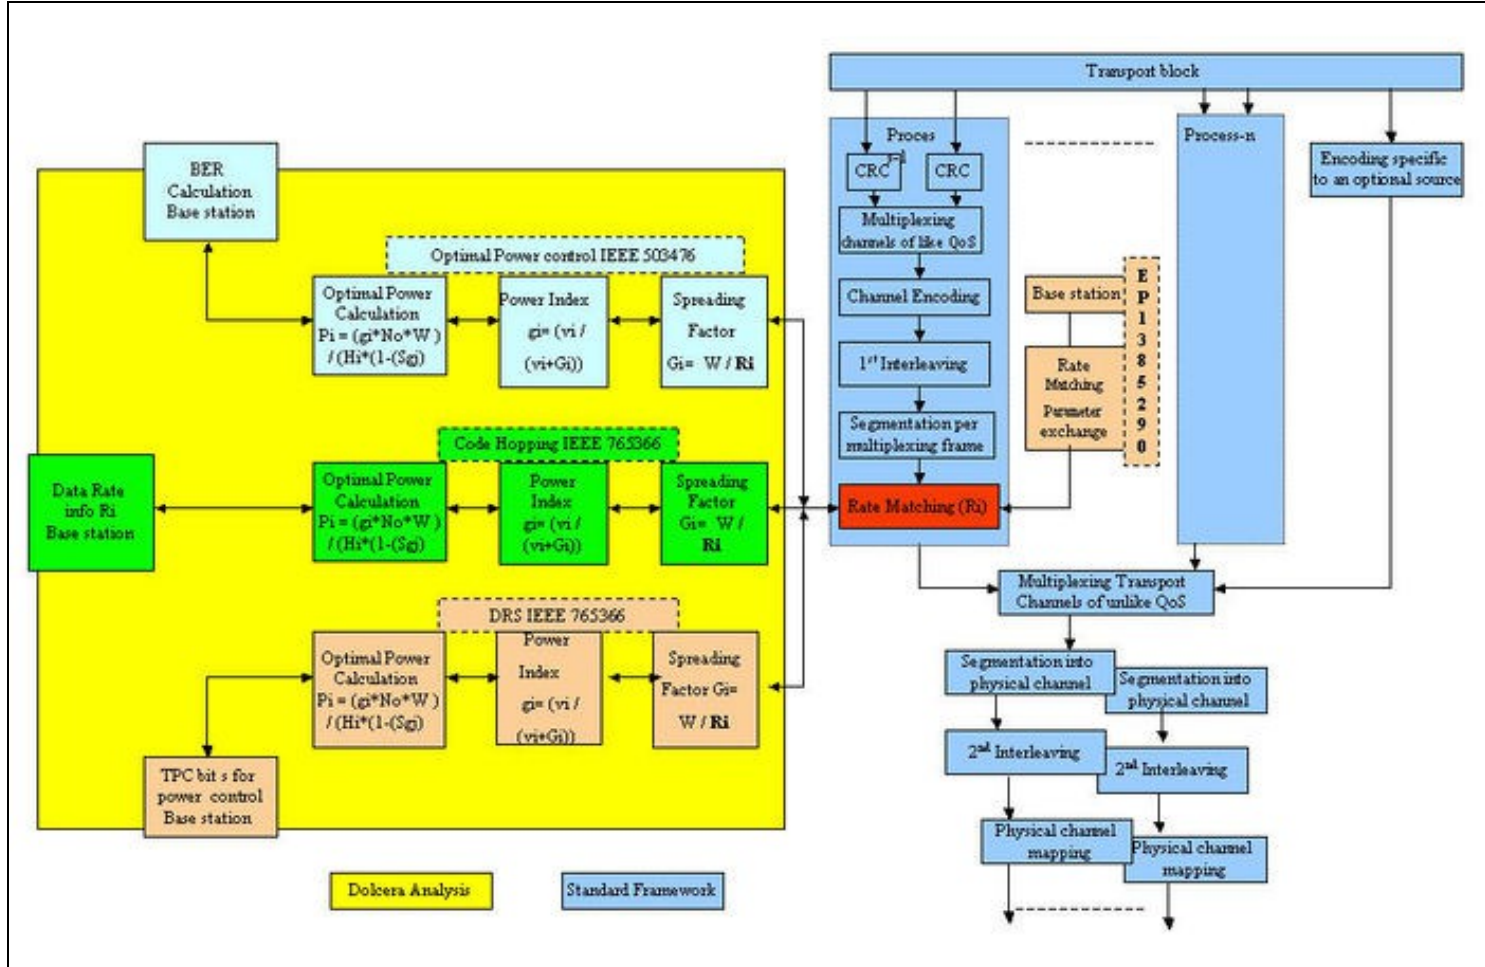 Transport block
Proces
s-1
CRC
CRC
Multiplexing
channels of like QoS
Channel Encoding
1st Interleaving
Segmentation per
multiplexing frame
Rate Matching (Ri)
Process-n
Encoding specific
to an optional source
Base station
Rate
Matching
Parameter
exchange
E
P
1
3
8
5
2
9
0
BER
Calculation
Base station
Optimal Power control IEEE 503476
Optimal Power
Calculation
Pi = (gi*No*W )
/ (Hi*(1-(Sgj)
Power Index
gi= (vi /
(vi+Gi))
Spreading
Factor
Gi= W / Ri
Code Hopping IEEE 765366
Data Rate
info Ri
Base station
Optimal Power
Calculation
Pi = (gi*No*W )
/ (Hi*(1-(Sgj)
Power
Index
gi= (vi /
(vi+Gi))
Spreading
Factor
Gi= W /
Ri
DRS IEEE 765366
Optimal Power
Calculation
Pi = (gi*No*W )
/ (Hi*(1-(Sgj)
Power
Index
gi= (vi /
(vi+Gi))
Spreading
Factor Gi=
W / Ri
TPC bit s for
power control
Base station
Multiplexing Transport
Channels of unlike QoS
Segmentation into
physical channel
Segmentation into
physical channel
2nd Interleaving
2nd Interleaving
Physical channel
mapping
Physical channel
mapping
Dolcera Analysis
Standard Framework